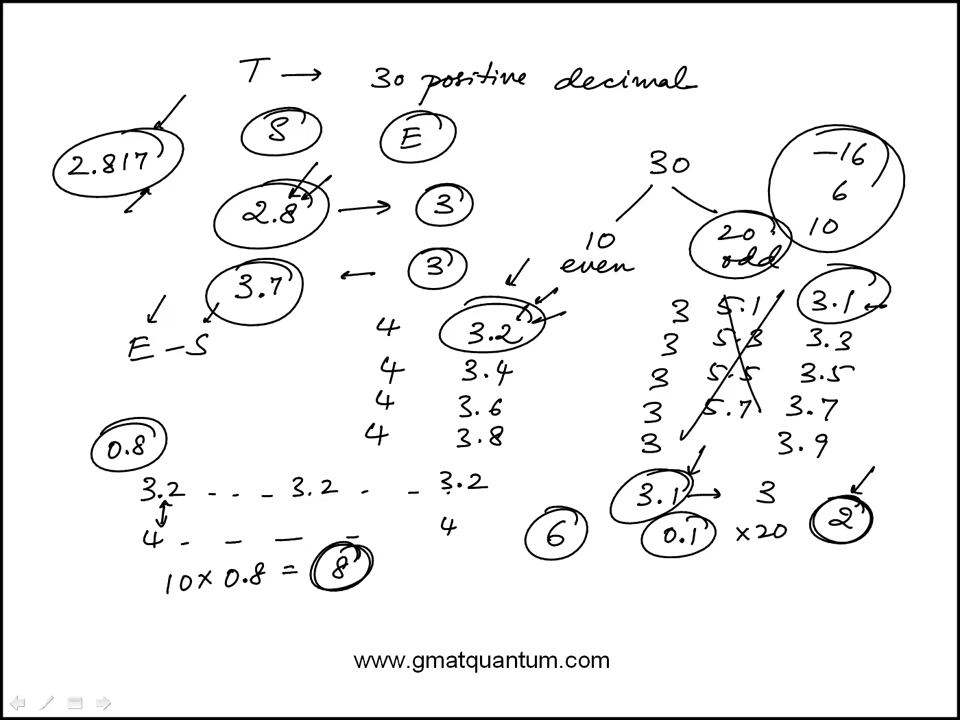 T → 30 positive decimal
2.817 S E
30 -16
2.8 → 3 6
10 20 10
even odd
3.7 ← 3
E - S
4 3.2 3 5.1 3.1
4 3.4 3 5.3 3.3
4 3.6 3 5.5 3.5
4 3.8 3 5.7 3.7
3 3.9
0.8
3.2 - - - 3.2 - - 3.2
4 - - - - 4
10 × 0.8 = 8
3.1 → 3
6 0.1 × 20 2
www.gmatquantum.com